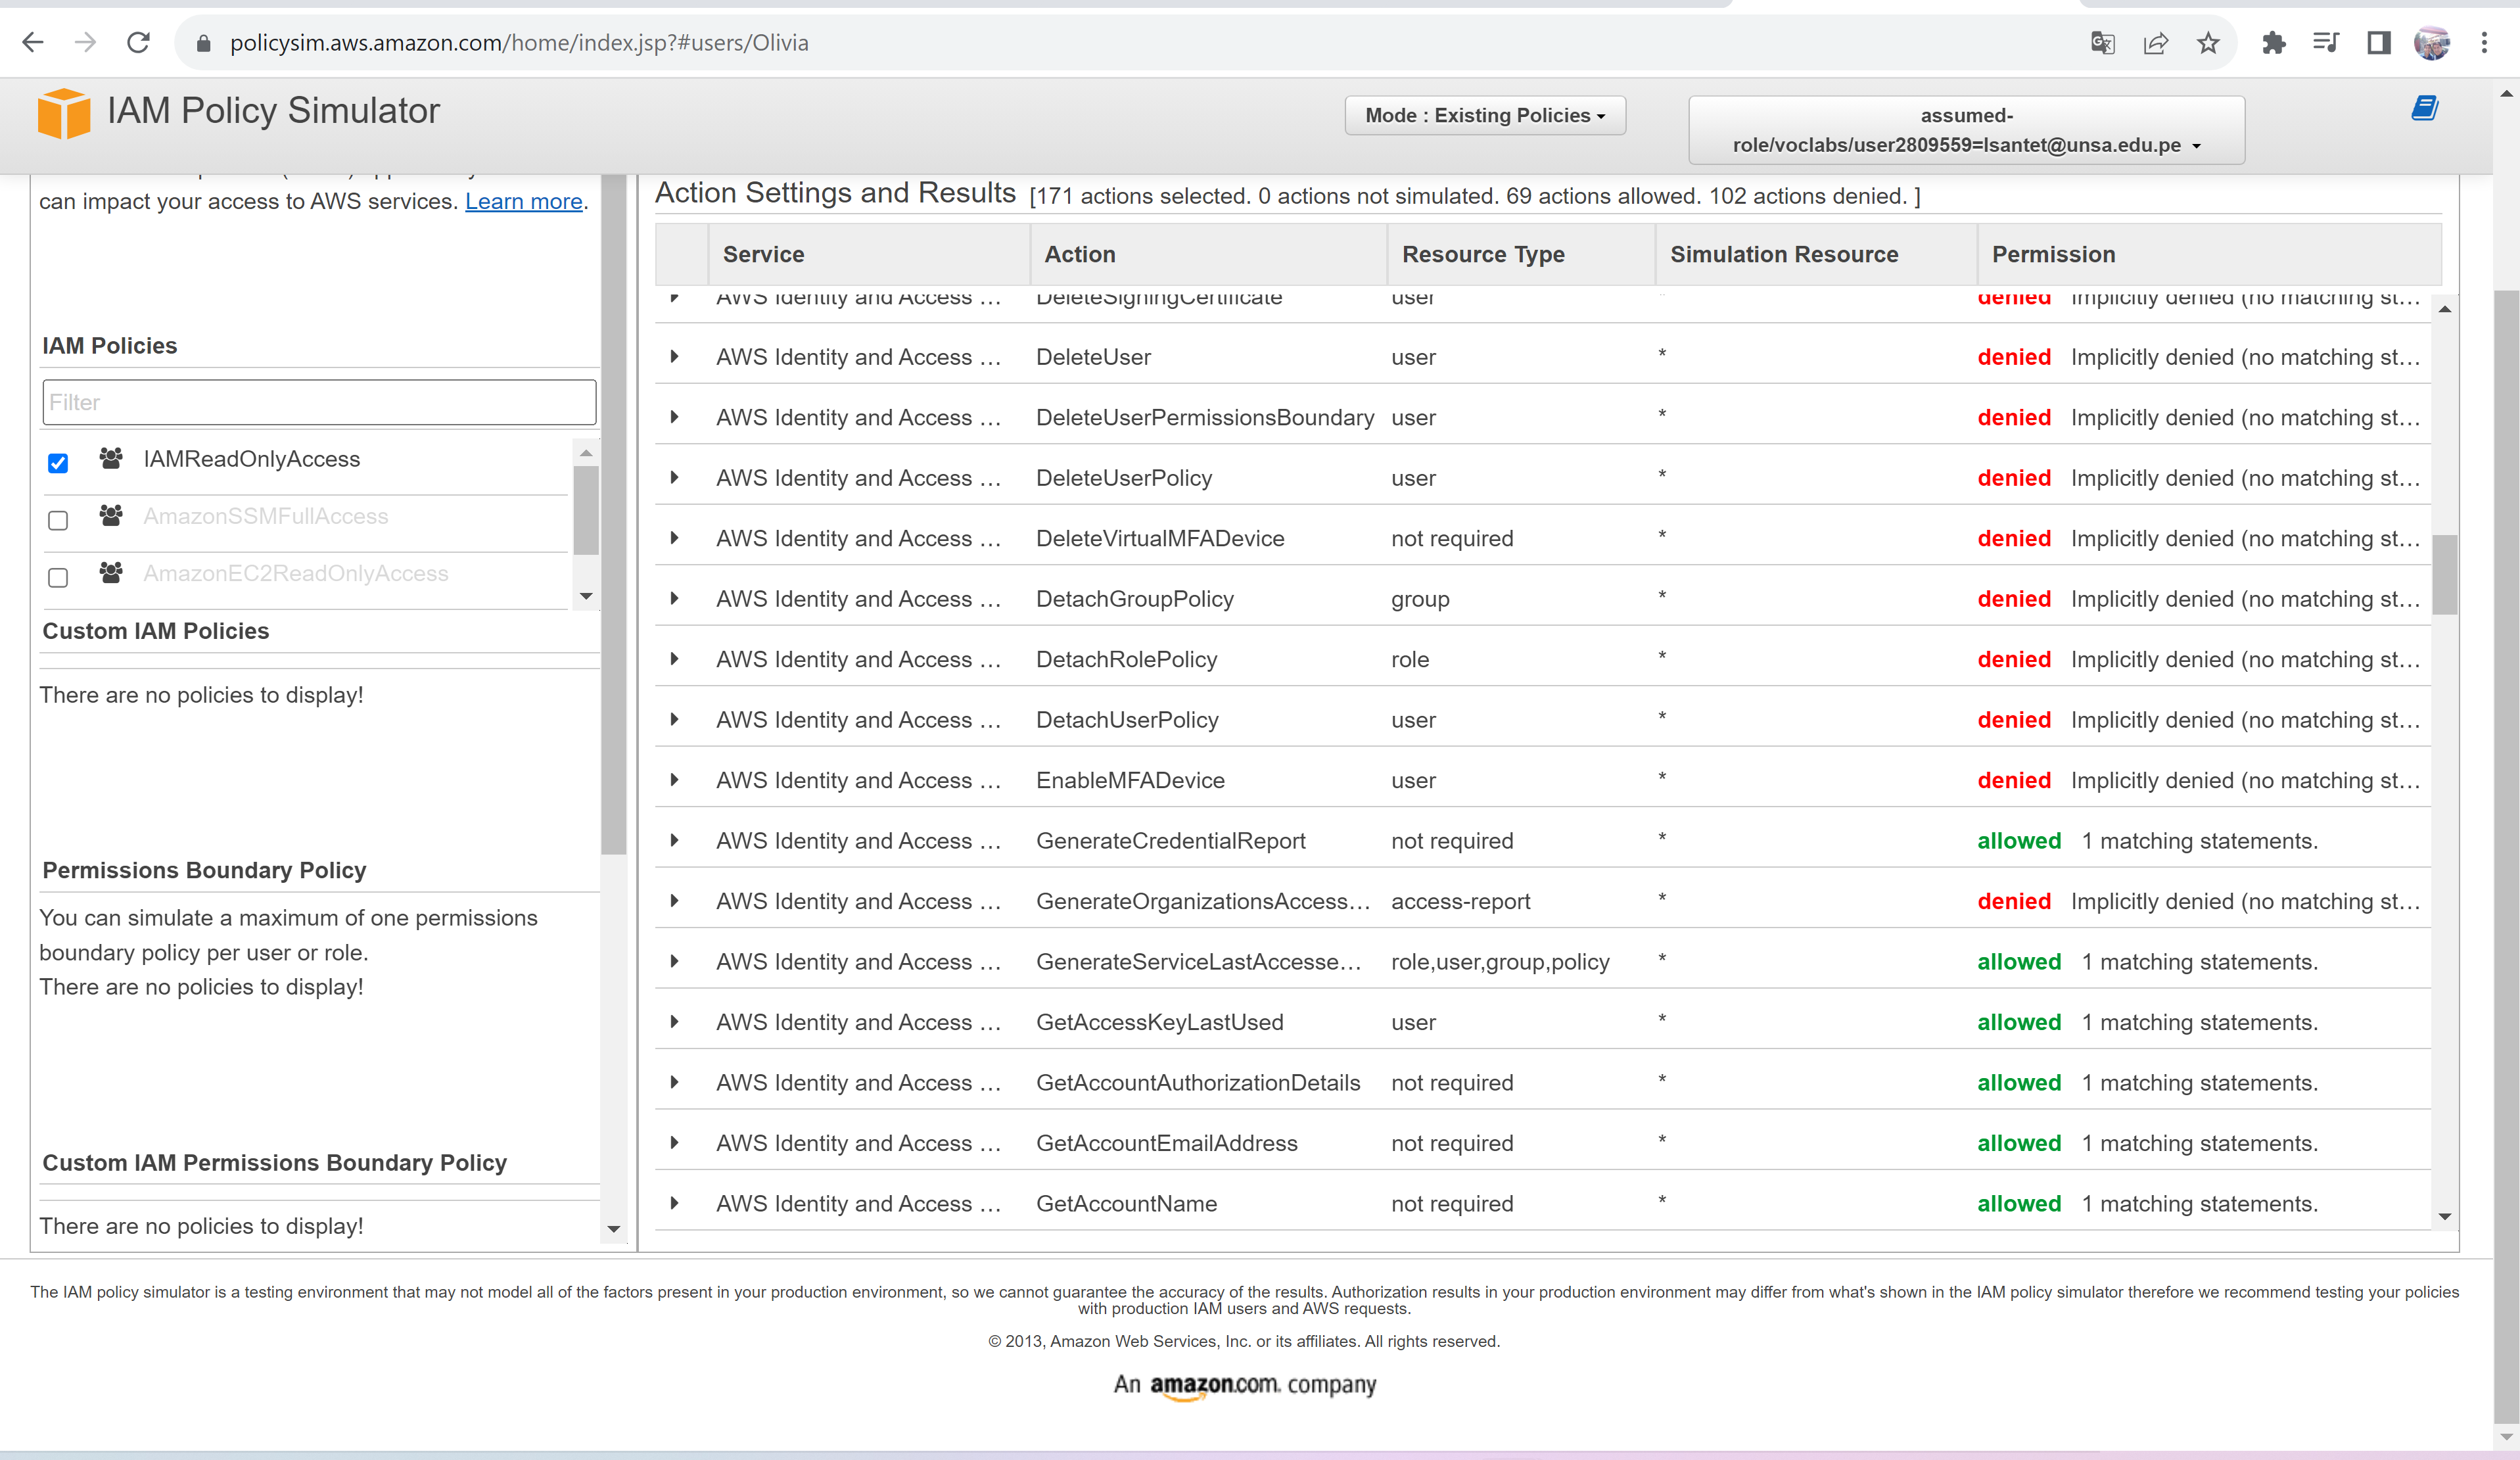 policysim.aws.amazon.com/home/index.jsp?#users/Olivia
IAM Policy Simulator
Mode : Existing Policies
assumed-
role/voclabs/user2809559=lsantet@unsa.edu.pe
can impact your access to AWS services. Learn more.
IAM Policies
Filter
IAMReadOnlyAccess
AmazonSSMFullAccess
AmazonEC2ReadOnlyAccess
Custom IAM Policies
There are no policies to display!
Permissions Boundary Policy
You can simulate a maximum of one permissions
boundary policy per user or role.
There are no policies to display!
Custom IAM Permissions Boundary Policy
There are no policies to display!
Action Settings and Results [171 actions selected. 0 actions not simulated. 69 actions allowed. 102 actions denied. ]
Service Action Resource Type Simulation Resource Permission
AWS Identity and Access ... DeleteSigningCertificate user denied Implicitly denied (no matching st...
AWS Identity and Access ... DeleteUser user * denied Implicitly denied (no matching st...
AWS Identity and Access ... DeleteUserPermissionsBoundary user * denied Implicitly denied (no matching st...
AWS Identity and Access ... DeleteUserPolicy user * denied Implicitly denied (no matching st...
AWS Identity and Access ... DeleteVirtualMFADevice not required * denied Implicitly denied (no matching st...
AWS Identity and Access ... DetachGroupPolicy group * denied Implicitly denied (no matching st...
AWS Identity and Access ... DetachRolePolicy role * denied Implicitly denied (no matching st...
AWS Identity and Access ... DetachUserPolicy user * denied Implicitly denied (no matching st...
AWS Identity and Access ... EnableMFADevice user * denied Implicitly denied (no matching st...
AWS Identity and Access ... GenerateCredentialReport not required * allowed 1 matching statements.
AWS Identity and Access ... GenerateOrganizationsAccess... access-report * denied Implicitly denied (no matching st...
AWS Identity and Access ... GenerateServiceLastAccesse... role,user,group,policy * allowed 1 matching statements.
AWS Identity and Access ... GetAccessKeyLastUsed user * allowed 1 matching statements.
AWS Identity and Access ... GetAccountAuthorizationDetails not required * allowed 1 matching statements.
AWS Identity and Access ... GetAccountEmailAddress not required * allowed 1 matching statements.
AWS Identity and Access ... GetAccountName not required * allowed 1 matching statements.
The IAM policy simulator is a testing environment that may not model all of the factors present in your production environment, so we cannot guarantee the accuracy of the results. Authorization results in your production environment may differ from what's shown in the IAM policy simulator therefore we recommend testing your policies
with production IAM users and AWS requests.
© 2013, Amazon Web Services, Inc. or its affiliates. All rights reserved.
An amazon.com. company